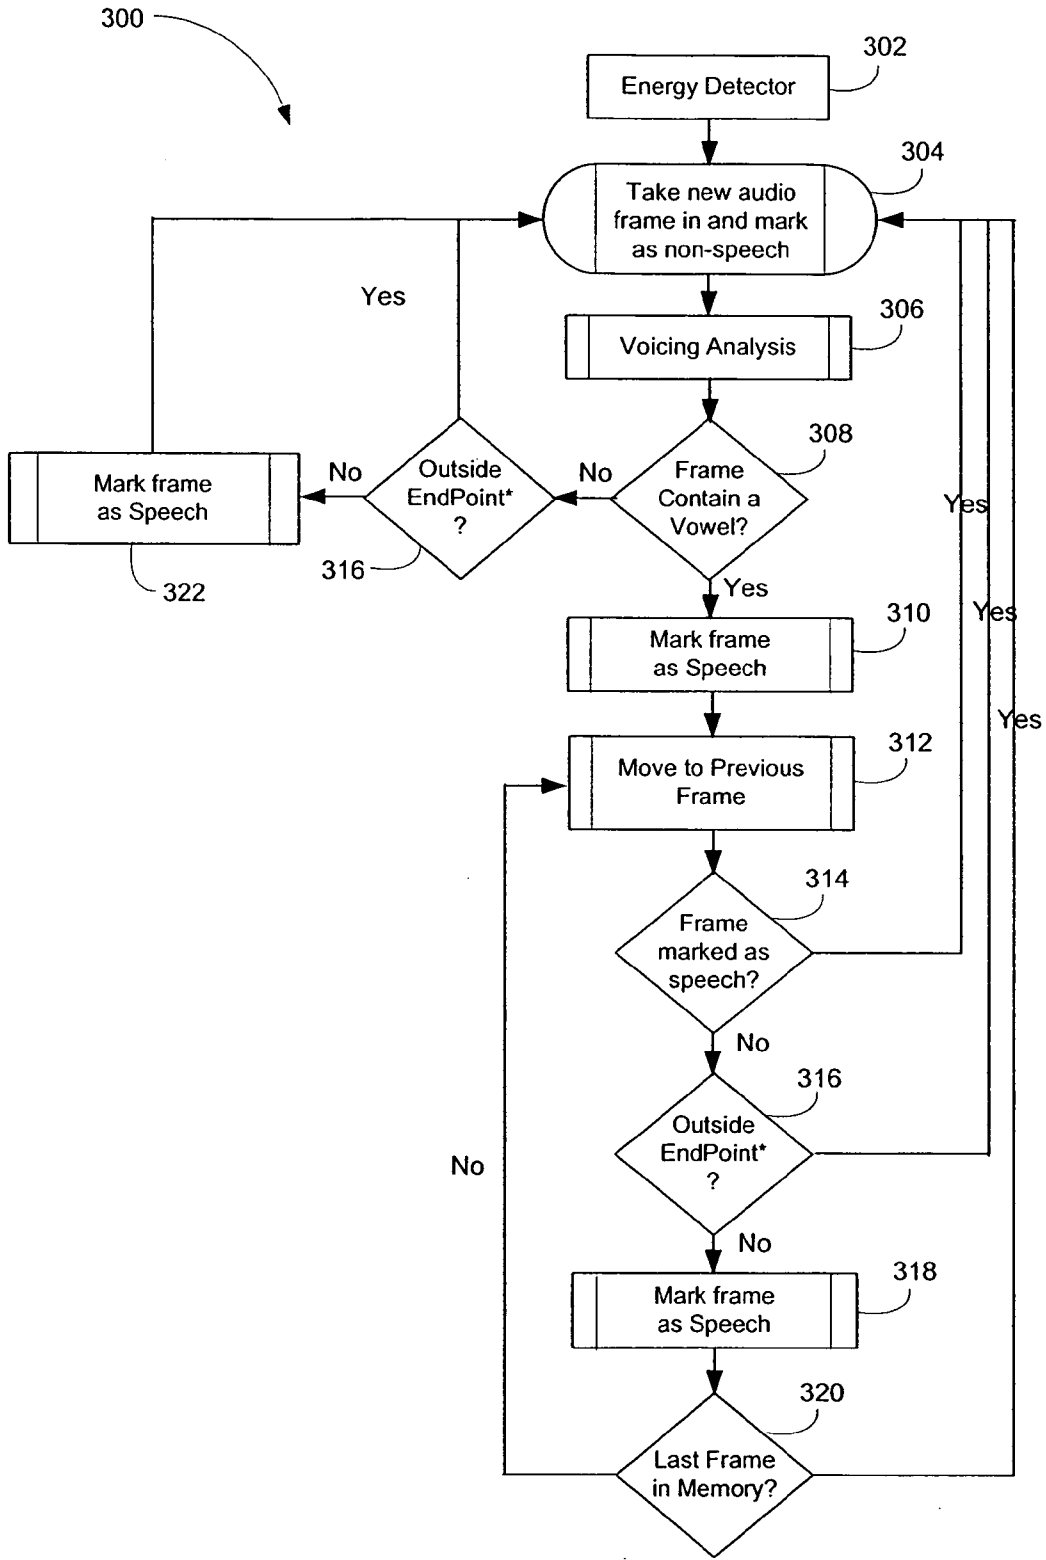 300
302
Energy Detector
304
Take new audio
frame in and mark
as non-speech
Yes
306
Voicing Analysis
308
Frame
Contain a
Vowel?
No
Outside
EndPoint*
?
316
No
Mark frame
as Speech
322
Yes
Yes
310
Mark frame
as Speech
Yes
Yes
312
Move to Previous
Frame
314
Frame
marked as
speech?
No
316
Outside
EndPoint*
?
No
No
318
Mark frame
as Speech
320
Last Frame
in Memory?